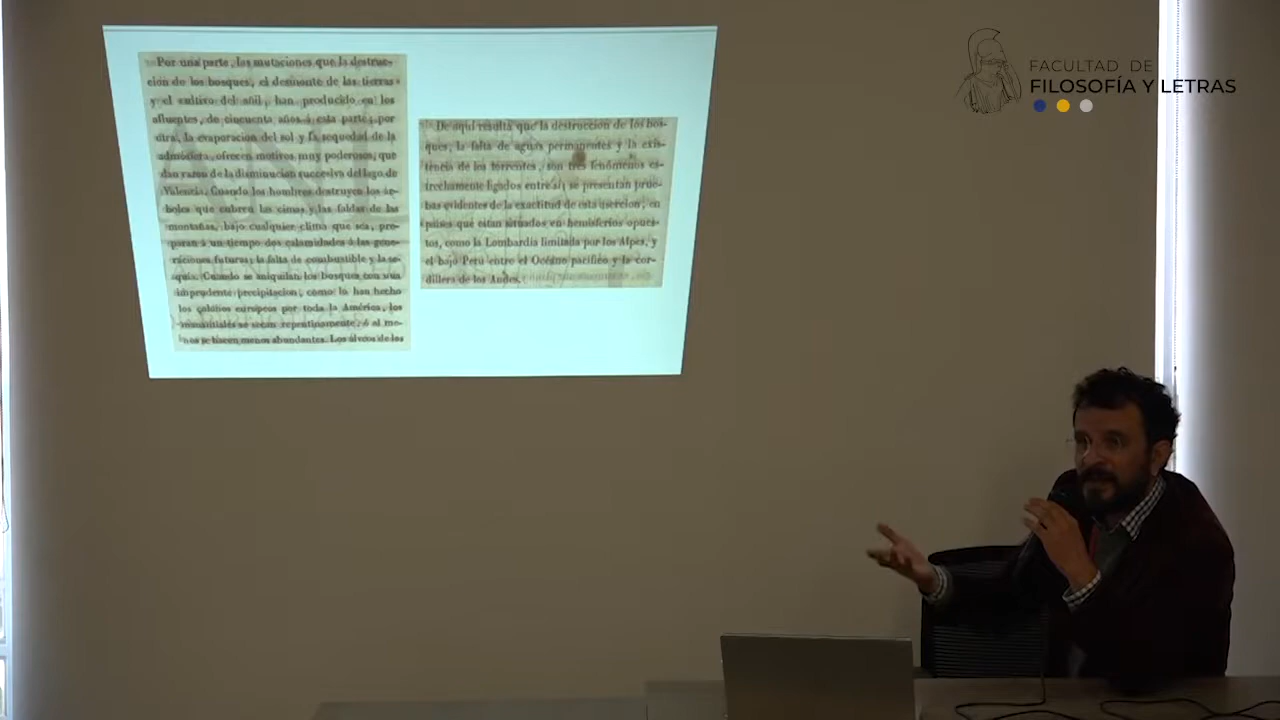 Por una parte, las mutaciones que la destruc-
cion de los bosques, el desmonte de las tierras
y el cultivo del añil, han producido en los
afluentes, de cincuenta años á esta parte, por
otra, la evaporacion del sol y la sequedad de la
admósfera, ofrecen motivos muy poderosos, que
dan razon de la disminucion succesiva del lago de
Valencia. Cuando los hombres destruyen los ár-
boles que cubren las cimas y las faldas de las
montañas, bajo cualquier clima que sea, pre-
paran á un tiempo dos calamidades á las gene-
raciones futuras; la falta de combustible y la se-
quia. Cuando se aniquilan los bosques con una
imprudente precipitacion, como lo han hecho
los colonos européos por toda la América, los
manantiales se secan repentinamente, ó al me-
nos se hacen menos abundantes. Los álveos de los
De aqui resulta que la destruccion de los bos-
ques, la falta de aguas permanentes y la exis-
tencia de los torrentes, son tres fenómenos es-
trechamente ligados entre sí; se presentan prue-
bas evidentes de la exactitud de esta asercion, en
paises que estan situados en hemisferios opues-
tos, como la Lombardía limitada por los Alpes, y
el bajo Perú entre el Océano pacífico y la cor-
dillera de los Andes.
FACULTAD DE
FILOSOFÍA Y LETRAS